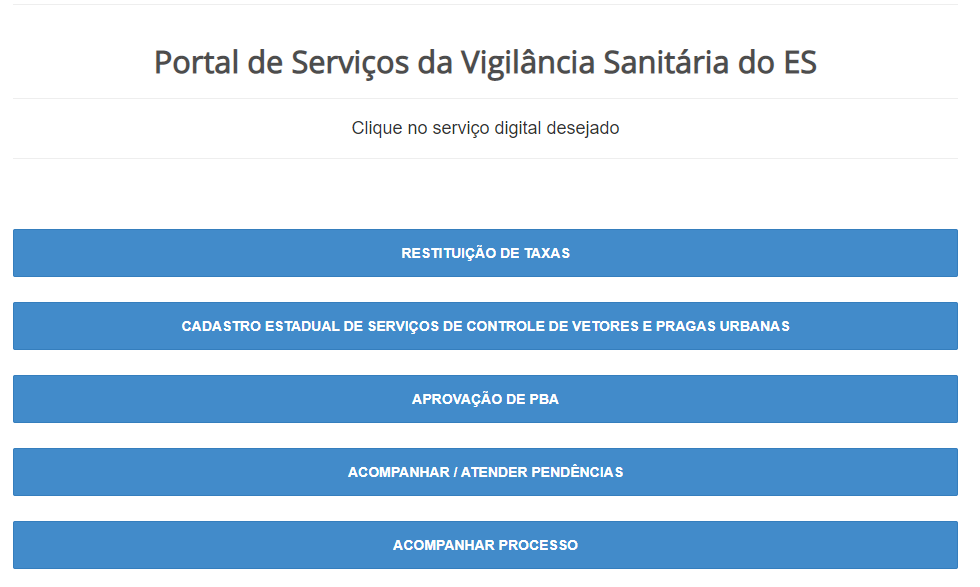 Portal de Serviços da Vigilância Sanitária do ES
Clique no serviço digital desejado
RESTITUIÇÃO DE TAXAS
CADASTRO ESTADUAL DE SERVIÇOS DE CONTROLE DE VETORES E PRAGAS URBANAS
APROVAÇÃO DE PBA
ACOMPANHAR / ATENDER PENDÊNCIAS
ACOMPANHAR PROCESSO